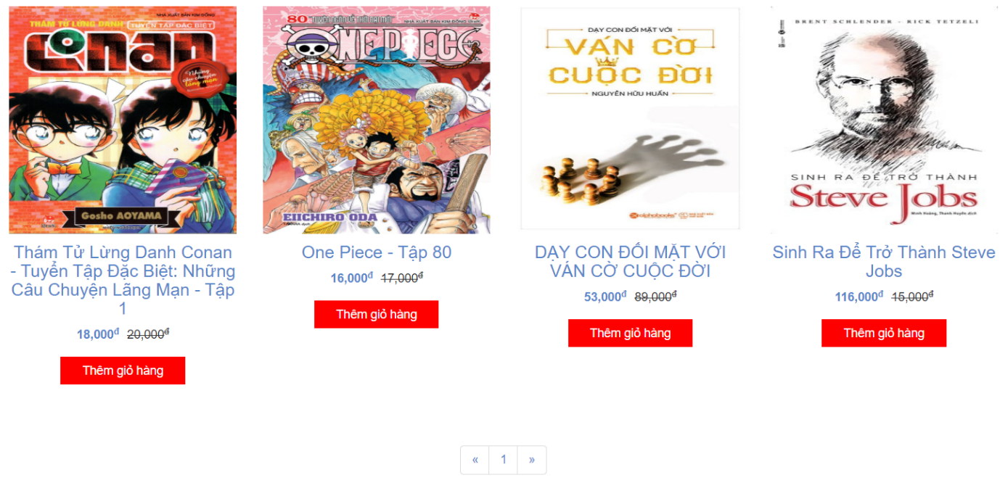 NHÀ XUẤT BẢN KIM ĐỒNG
THÁM TỬ LỪNG DANH TUYỂN TẬP ĐẶC BIỆT
CONAN
Những
câu chuyện
lãng mạn
Gosho AOYAMA
80 NHÀ XUẤT BẢN KIM ĐỒNG
ONE PIECE
EIICHIRO ODA
DẠY CON ĐỐI MẶT VỚI
VÁN CỜ
CUỘC ĐỜI
NGUYỄN HỮU HUÂN
alphabooks
BRENT SCHLENDER - RICK TETZELI
SINH RA ĐỂ TRỞ THÀNH
Steve Jobs
Minh Hoàng, Thanh Huyền dịch
Thám Tử Lừng Danh Conan
- Tuyển Tập Đặc Biệt: Những
Câu Chuyện Lãng Mạn - Tập
1
18,000đ 20,000đ
Thêm giỏ hàng
One Piece - Tập 80
16,000đ 17,000đ
Thêm giỏ hàng
DẠY CON ĐỐI MẶT VỚI
VÁN CỜ CUỘC ĐỜI
53,000đ 89,000đ
Thêm giỏ hàng
Sinh Ra Để Trở Thành Steve
Jobs
116,000đ 15,000đ
Thêm giỏ hàng
« 1 »